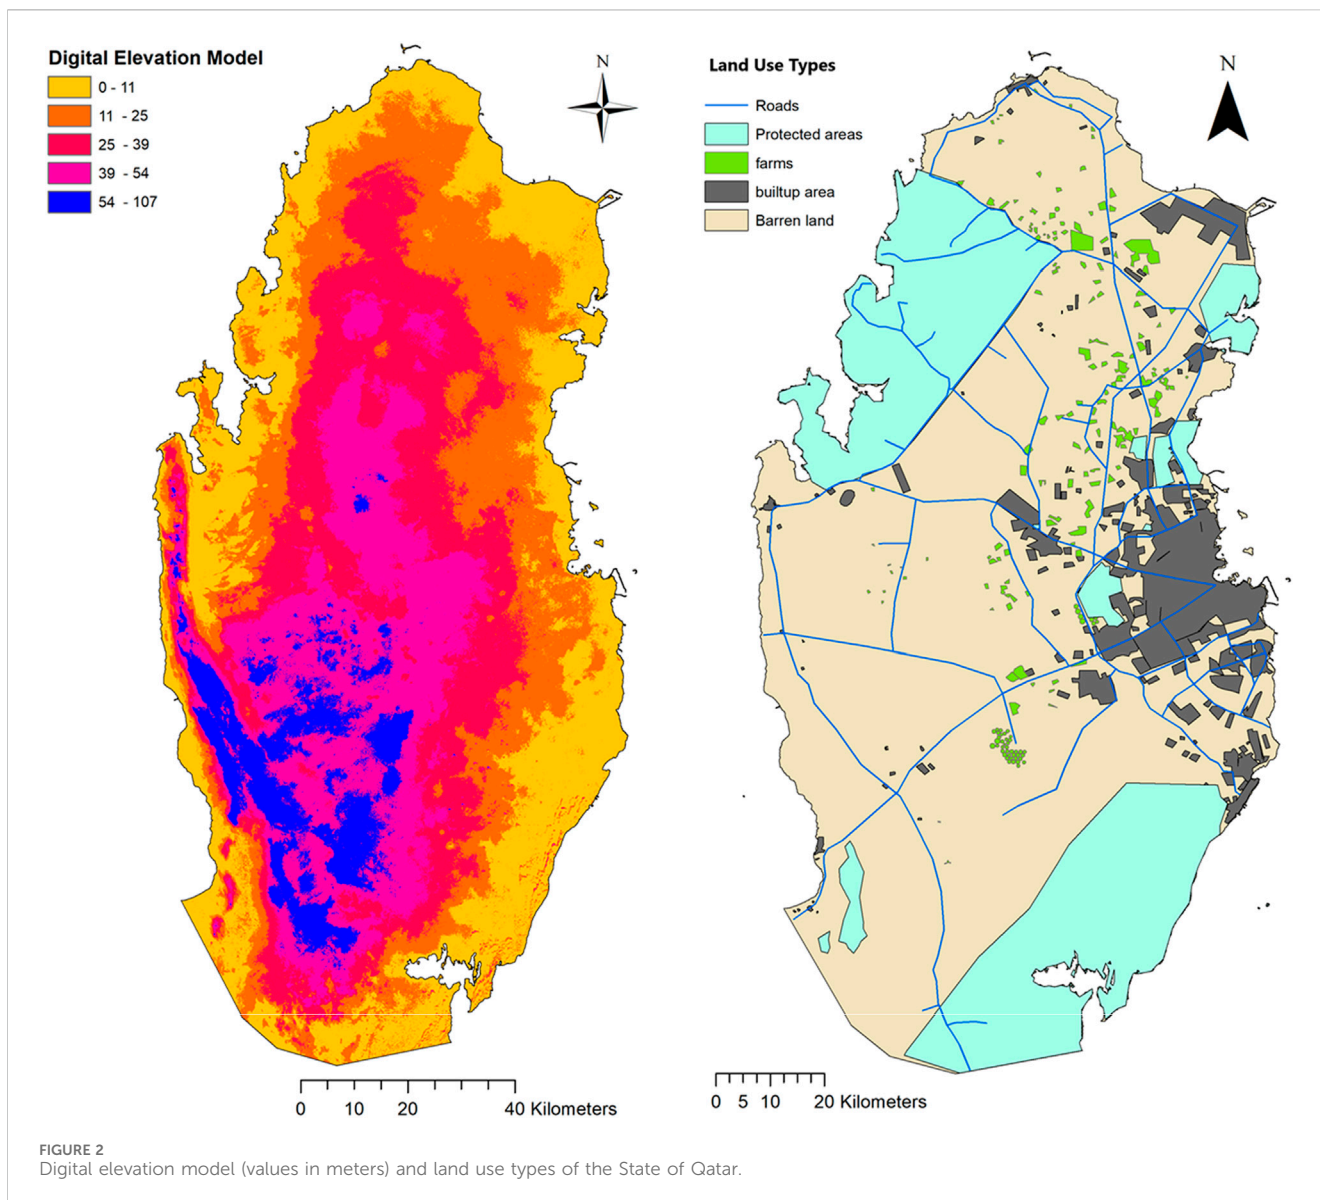 Digital Elevation Model
0 - 11
11 - 25
25 - 39
39 - 54
54 - 107
N
0 10 20 40 Kilometers
Land Use Types
Roads
Protected areas
farms
builtup area
Barren land
N
0 5 10 20 Kilometers
FIGURE 2
Digital elevation model (values in meters) and land use types of the State of Qatar.